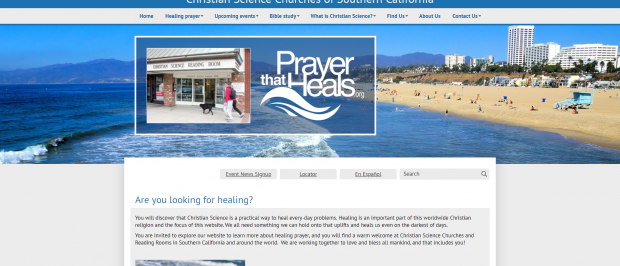 Christian Science Churches of Southern California
Home Healing prayer Upcoming events Bible study What is Christian Science? Find Us About Us Contact Us
CHRISTIAN SCIENCE READING ROOM
Prayer
that Heals.org
Event News Signup Locator En Español Search
Are you looking for healing?
You will discover that Christian Science is a practical way to heal every-day problems. Healing is an important part of this worldwide Christian
religion and the focus of this website. We all need something we can hold onto that uplifts and heals us even on the darkest of days.
You are invited to explore our website to learn more about healing prayer, and you will find a warm welcome at Christian Science Churches and
Reading Rooms in Southern California and around the world. We are working together to love and bless all mankind, and that includes you!